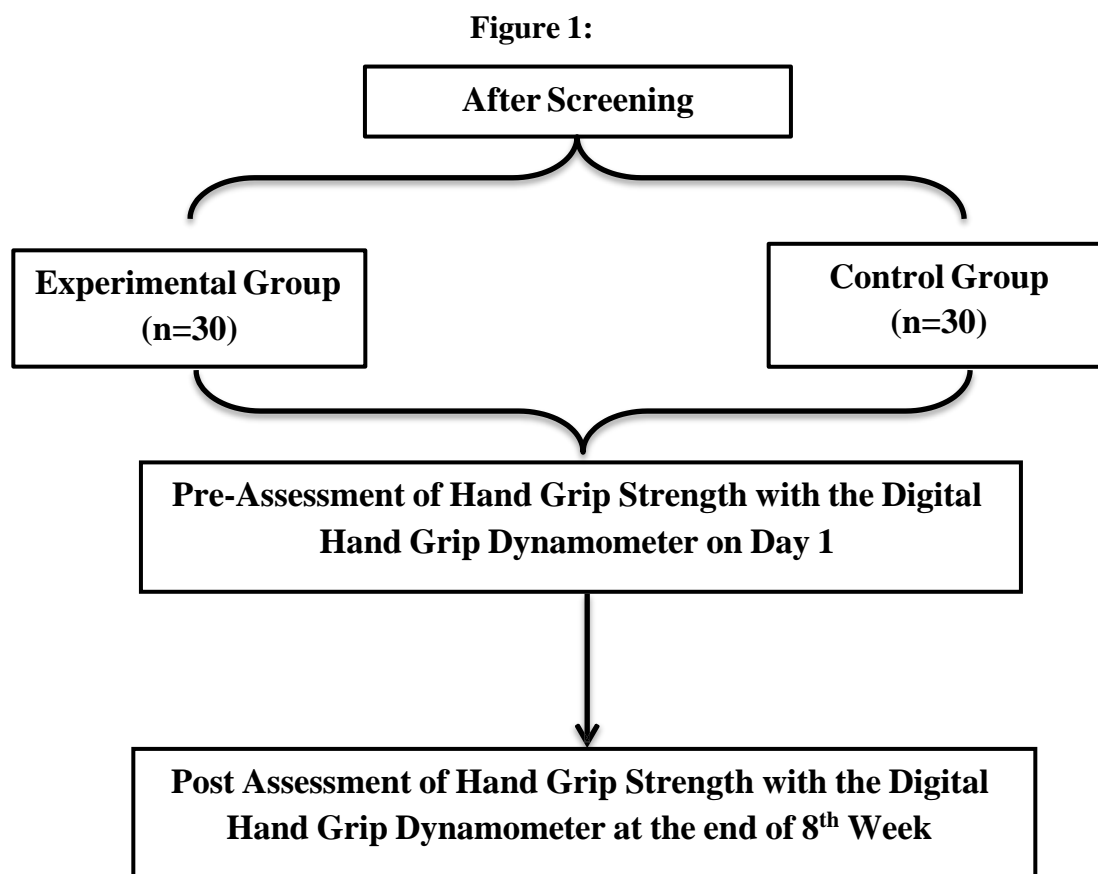 Figure 1:
After Screening
Experimental Group
(n=30)
Control Group
(n=30)
Pre-Assessment of Hand Grip Strength with the Digital
Hand Grip Dynamometer on Day 1
Post Assessment of Hand Grip Strength with the Digital
Hand Grip Dynamometer at the end of 8th Week